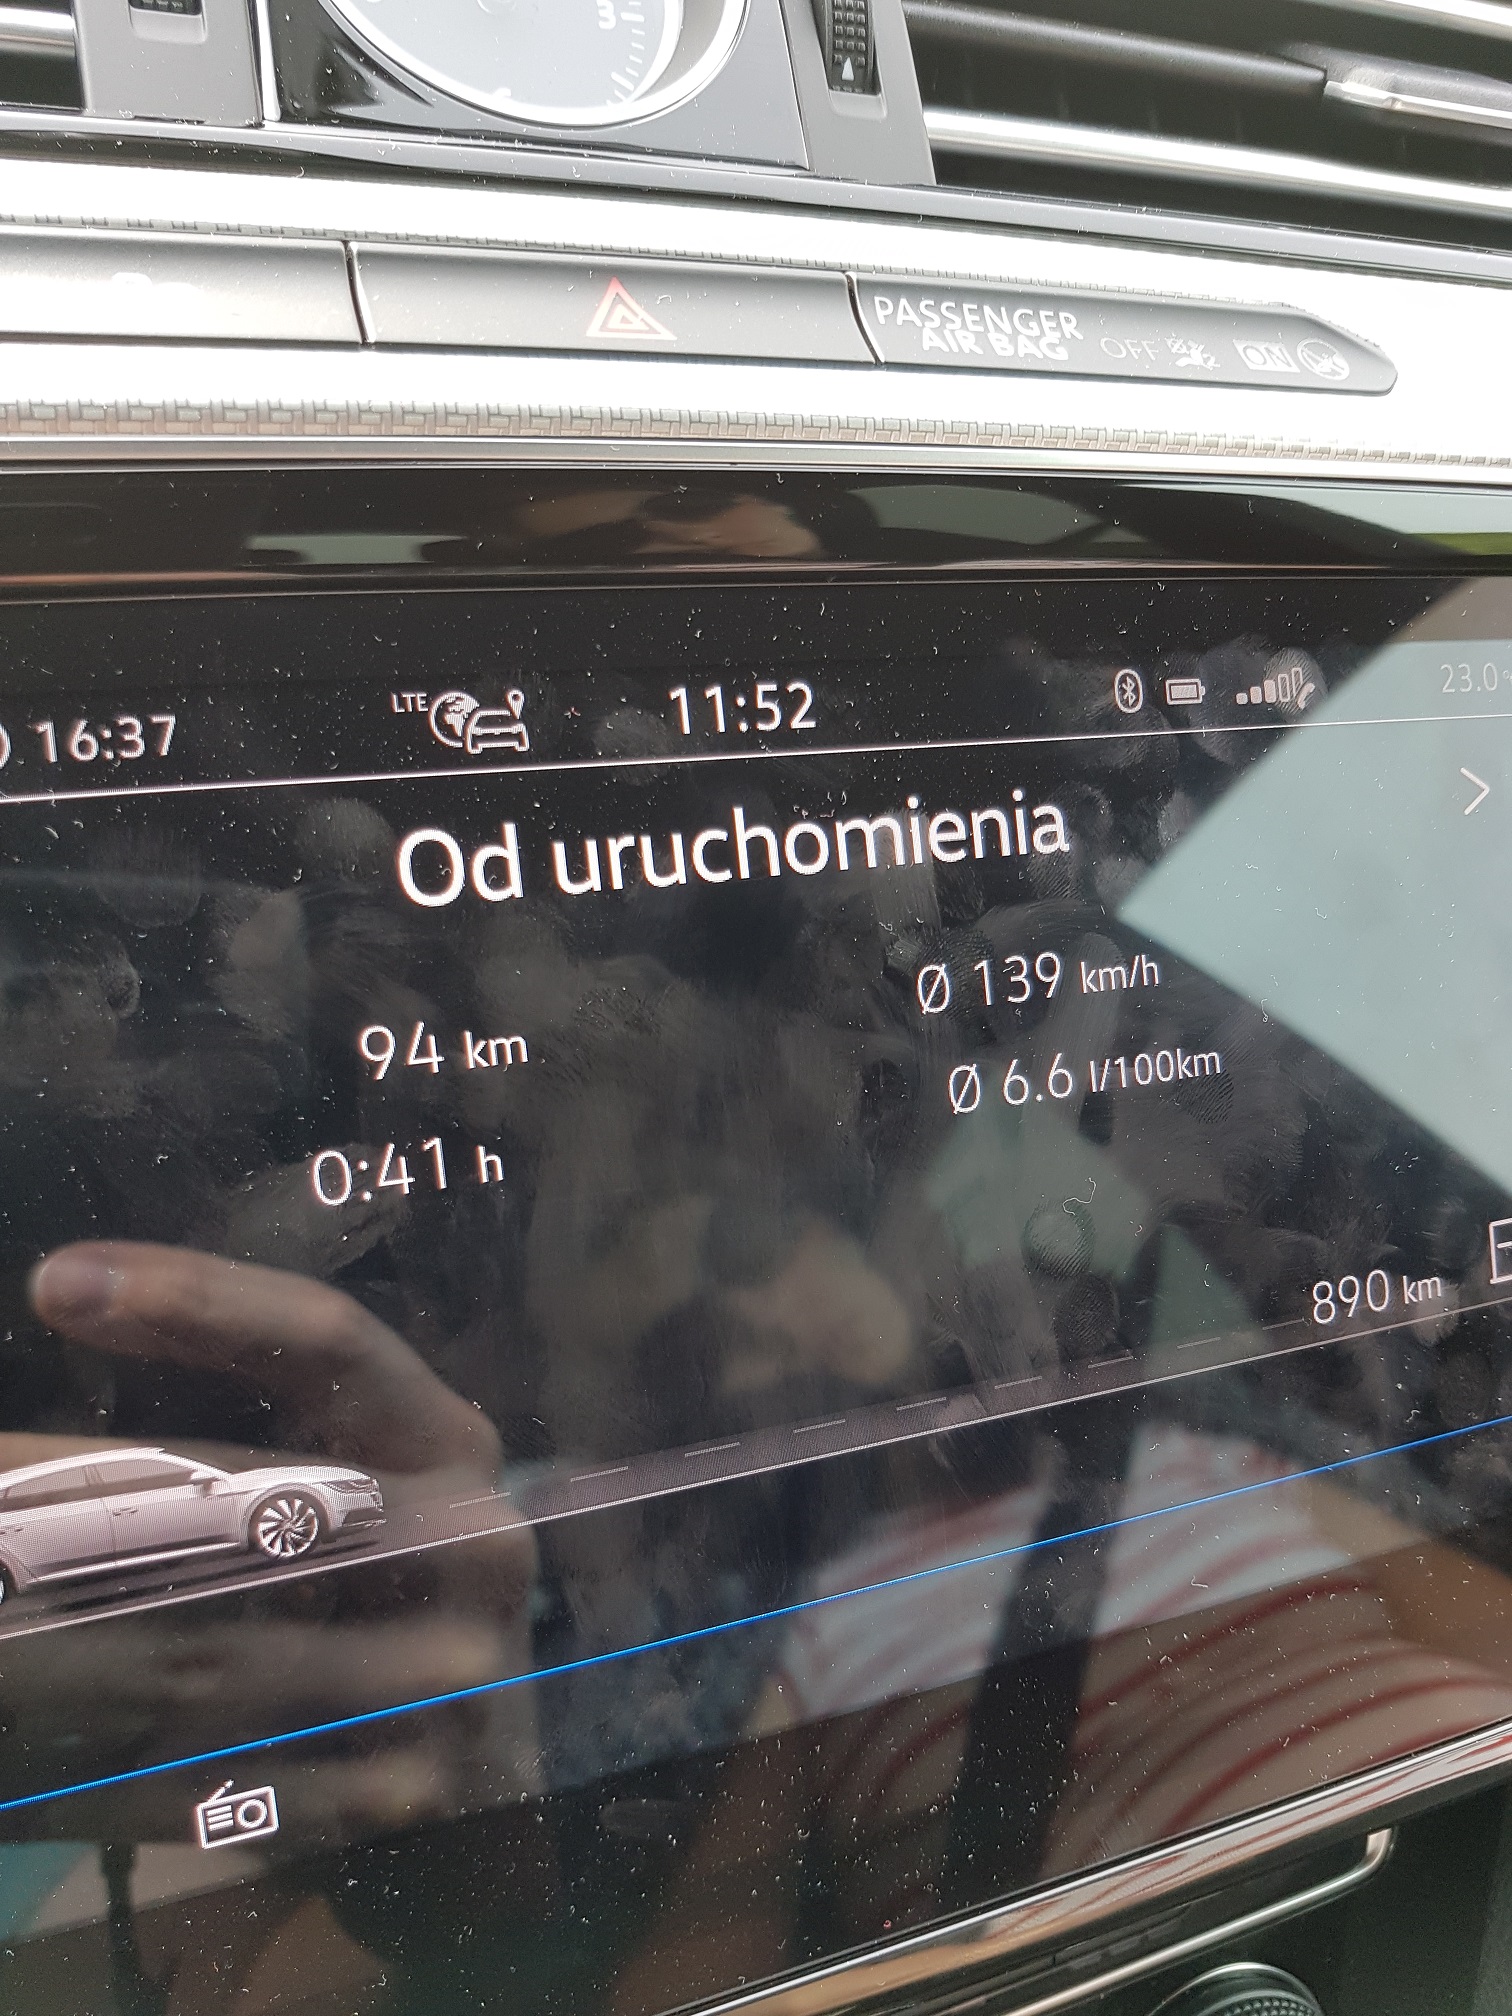 3
PASSENGER
AIR BAG OFF ON
16:37 LTE 11:52 23.0
Od uruchomienia
Ø 139 km/h
94 km
Ø 6.6 l/100km
0:41 h
890 km